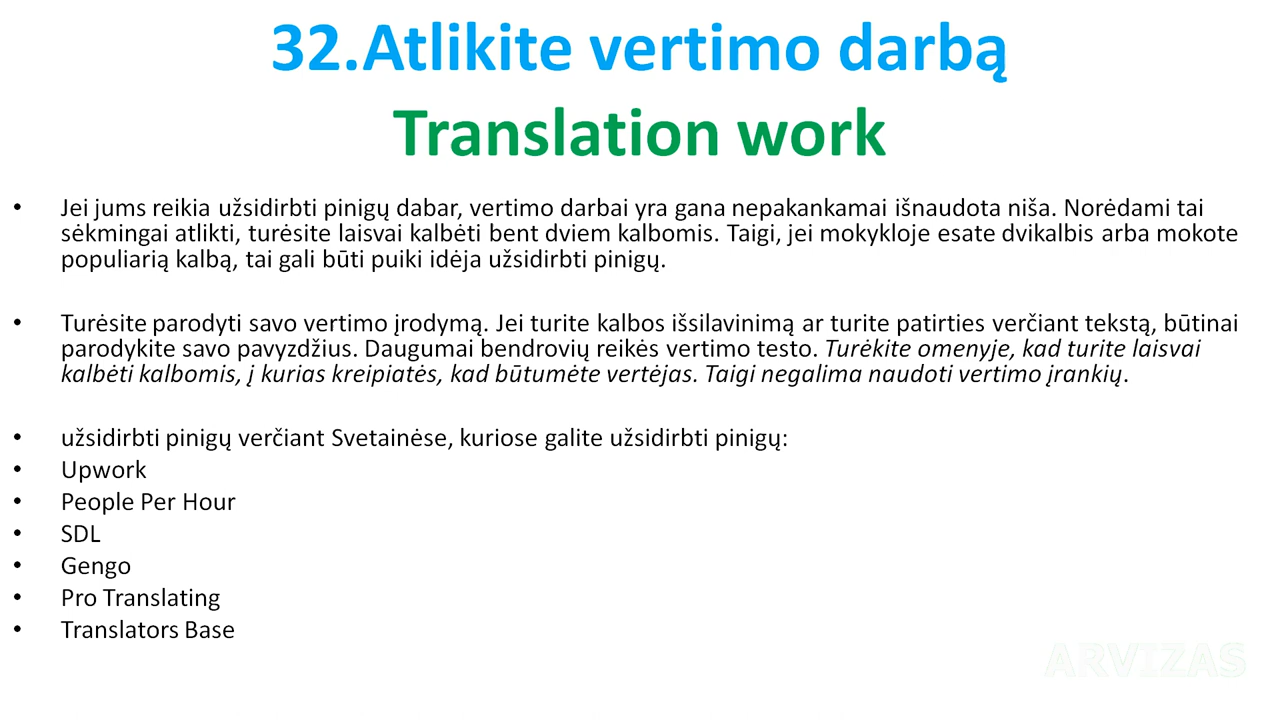 32.Atlikite vertimo darbą
Translation work
• Jei jums reikia užsidirbti pinigų dabar, vertimo darbai yra gana nepakankamai išnaudota niša. Norėdami tai
sėkmingai atlikti, turėsite laisvai kalbėti bent dviem kalbomis. Taigi, jei mokykloje esate dvikalbis arba mokote
populiarią kalbą, tai gali būti puiki idėja užsidirbti pinigų.
• Turėsite parodyti savo vertimo įrodymą. Jei turite kalbos išsilavinimą ar turite patirties verčiant tekstą, būtinai
parodykite savo pavyzdžius. Daugumai bendrovių reikės vertimo testo. Turėkite omenyje, kad turite laisvai
kalbėti kalbomis, į kurias kreipiatės, kad būtumėte vertėjas. Taigi negalima naudoti vertimo įrankių.
• užsidirbti pinigų verčiant Svetainėse, kuriose galite užsidirbti pinigų:
• Upwork
• People Per Hour
• SDL
• Gengo
• Pro Translating
• Translators Base
ARVIZAS